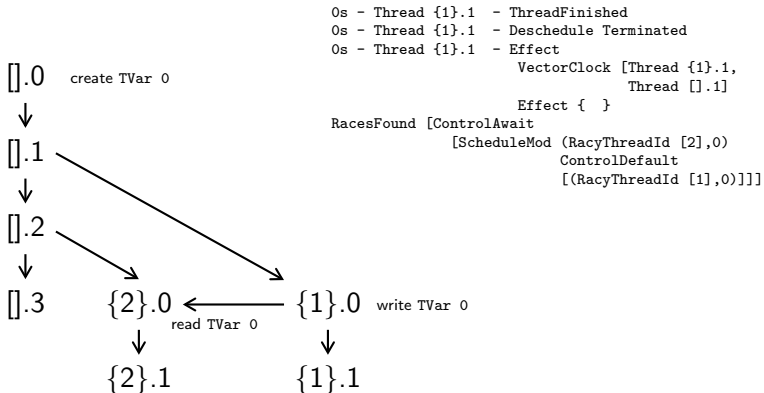 0s - Thread {1}.1  - ThreadFinished
0s - Thread {1}.1  - Deschedule Terminated
0s - Thread {1}.1  - Effect
VectorClock [Thread {1}.1,
Thread [].1]
Effect {  }
RacesFound [ControlAwait
[ScheduleMod (RacyThreadId [2],0)
ControlDefault
[(RacyThreadId [1],0)]]]
[].0 create TVar 0
[].1
[].2
[].3 {2}.0 {1}.0 write TVar 0
read TVar 0
{2}.1 {1}.1